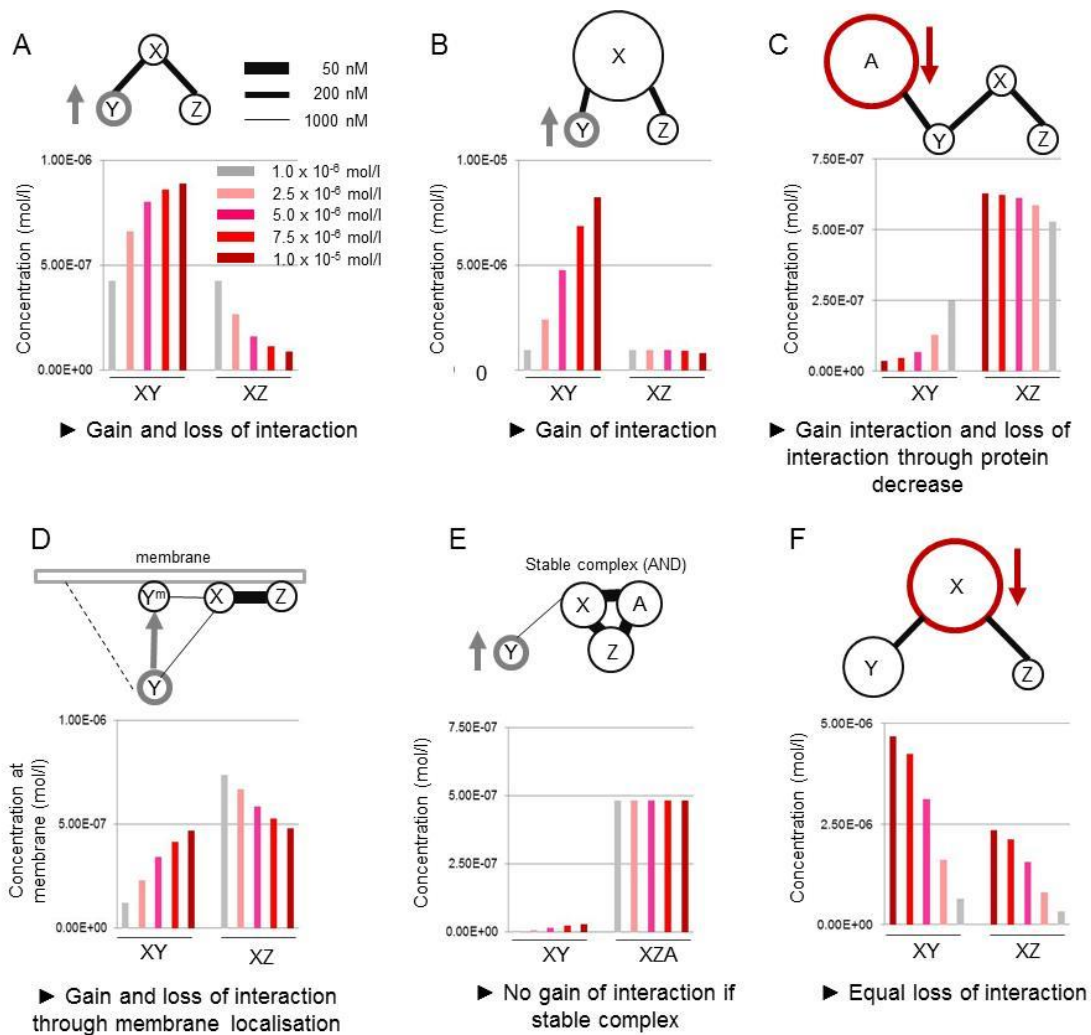 A
X
Y
Z
50 nM
200 nM
1000 nM
Concentration (mol/l)
1.00E-06
5.00E-07
0.00E+00
1.0 x 10⁻⁶ mol/l
2.5 x 10⁻⁶ mol/l
5.0 x 10⁻⁶ mol/l
7.5 x 10⁻⁶ mol/l
1.0 x 10⁻⁵ mol/l
XY
XZ
► Gain and loss of interaction
B
X
Y
Z
Concentration (mol/l)
1.00E-05
5.00E-06
0
XY
XZ
► Gain of interaction
C
A
X
Y
Z
Concentration (mol/l)
7.50E-07
5.00E-07
2.50E-07
0.00E+00
XY
XZ
► Gain interaction and loss of
interaction through protein
decrease
D
membrane
Yᵐ
X
Z
Y
Concentration at
membrane (mol/l)
1.00E-06
5.00E-07
0.00E+00
XY
XZ
► Gain and loss of interaction
through membrane localisation
E
Stable complex (AND)
X
A
Y
Z
Concentration (mol/l)
7.50E-07
5.00E-07
2.50E-07
0.00E+00
XY
XZA
► No gain of interaction if
stable complex
F
X
Y
Z
Concentration (mol/l)
5.00E-06
2.50E-06
0.00E+00
XY
XZ
► Equal loss of interaction